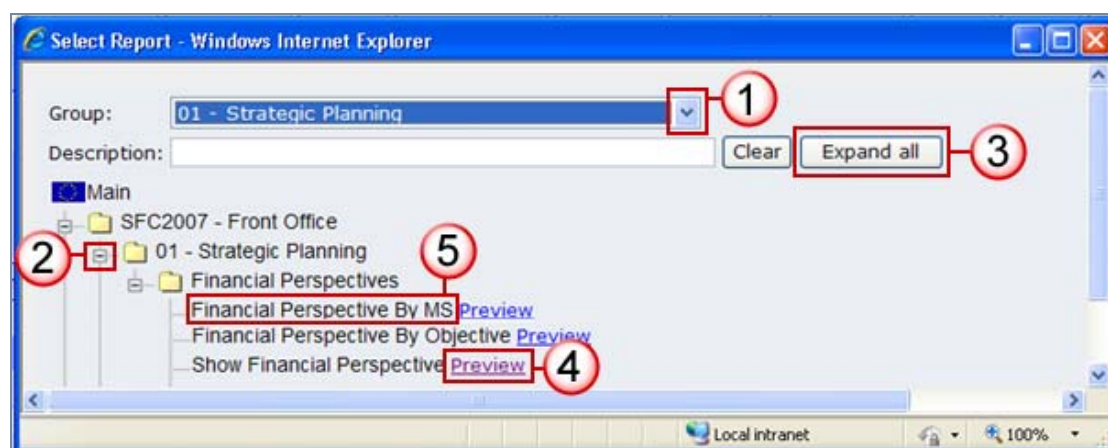 Select Report - Windows Internet Explorer
Group: 01 - Strategic Planning 1
Description: Clear Expand all 3
Main
SFC2007 - Front Office
2 01 - Strategic Planning 5
Financial Perspectives
Financial Perspective By MS Preview
Financial Perspective By Objective Preview
Show Financial Perspective Preview 4
Local intranet 100%